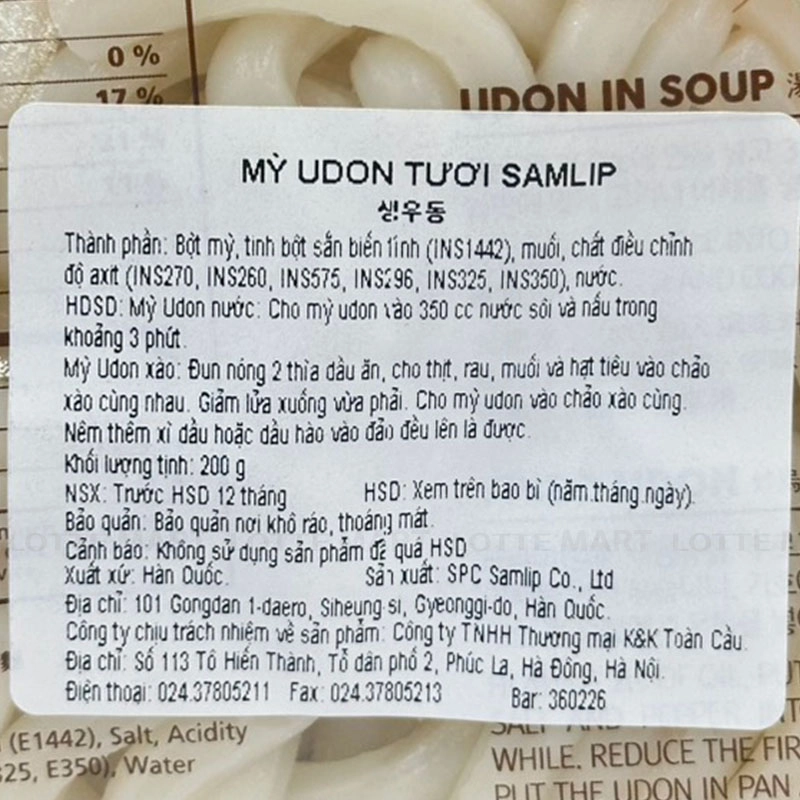 0 %
17 %
UDON IN SOUP 湯
MỲ UDON TƯƠI SAMLIP
생우동
Thành phần: Bột mỳ, tinh bột sắn biến tính (INS1442), muối, chất điều chỉnh
độ axit (INS270, INS260, INS575, INS296, INS325, INS350), nước.
HDSD: Mỳ Udon nước: Cho mỳ udon vào 350 cc nước sôi và nấu trong
khoảng 3 phút.
Mỳ Udon xào: Đun nóng 2 thìa dầu ăn, cho thịt, rau, muối và hạt tiêu vào chảo
xào cùng nhau. Giảm lửa xuống vừa phải. Cho mỳ udon vào chảo xào cùng.
Nêm thêm xì dầu hoặc dầu hào vào đảo đều lên là được.
Khối lượng tịnh: 200 g
NSX: Trước HSD 12 tháng HSD: Xem trên bao bì (năm.tháng.ngày).
Bảo quản: Bảo quản nơi khô ráo, thoáng mát.
LOTTE MART LOTTE MART LOTTE
Cảnh báo: Không sử dụng sản phẩm đã quá HSD
Xuất xứ: Hàn Quốc. Sản xuất: SPC Samlip Co., Ltd
Địa chỉ: 101 Gongdan 1-daero, Siheung-si, Gyeonggi-do, Hàn Quốc.
Công ty chịu trách nhiệm về sản phẩm: Công ty TNHH Thương mại K&K Toàn Cầu.
Địa chỉ: Số 113 Tô Hiến Thành, Tổ dân phố 2, Phúc La, Hà Đông, Hà Nội
Điện thoại: 024.37805211 Fax: 024.37805213 Bar: 360226
(E1442), Salt, Acidity
325, E350), Water
SALT AND PEPPER INT
WHILE. REDUCE THE FIR
PUT THE UDON IN PAN